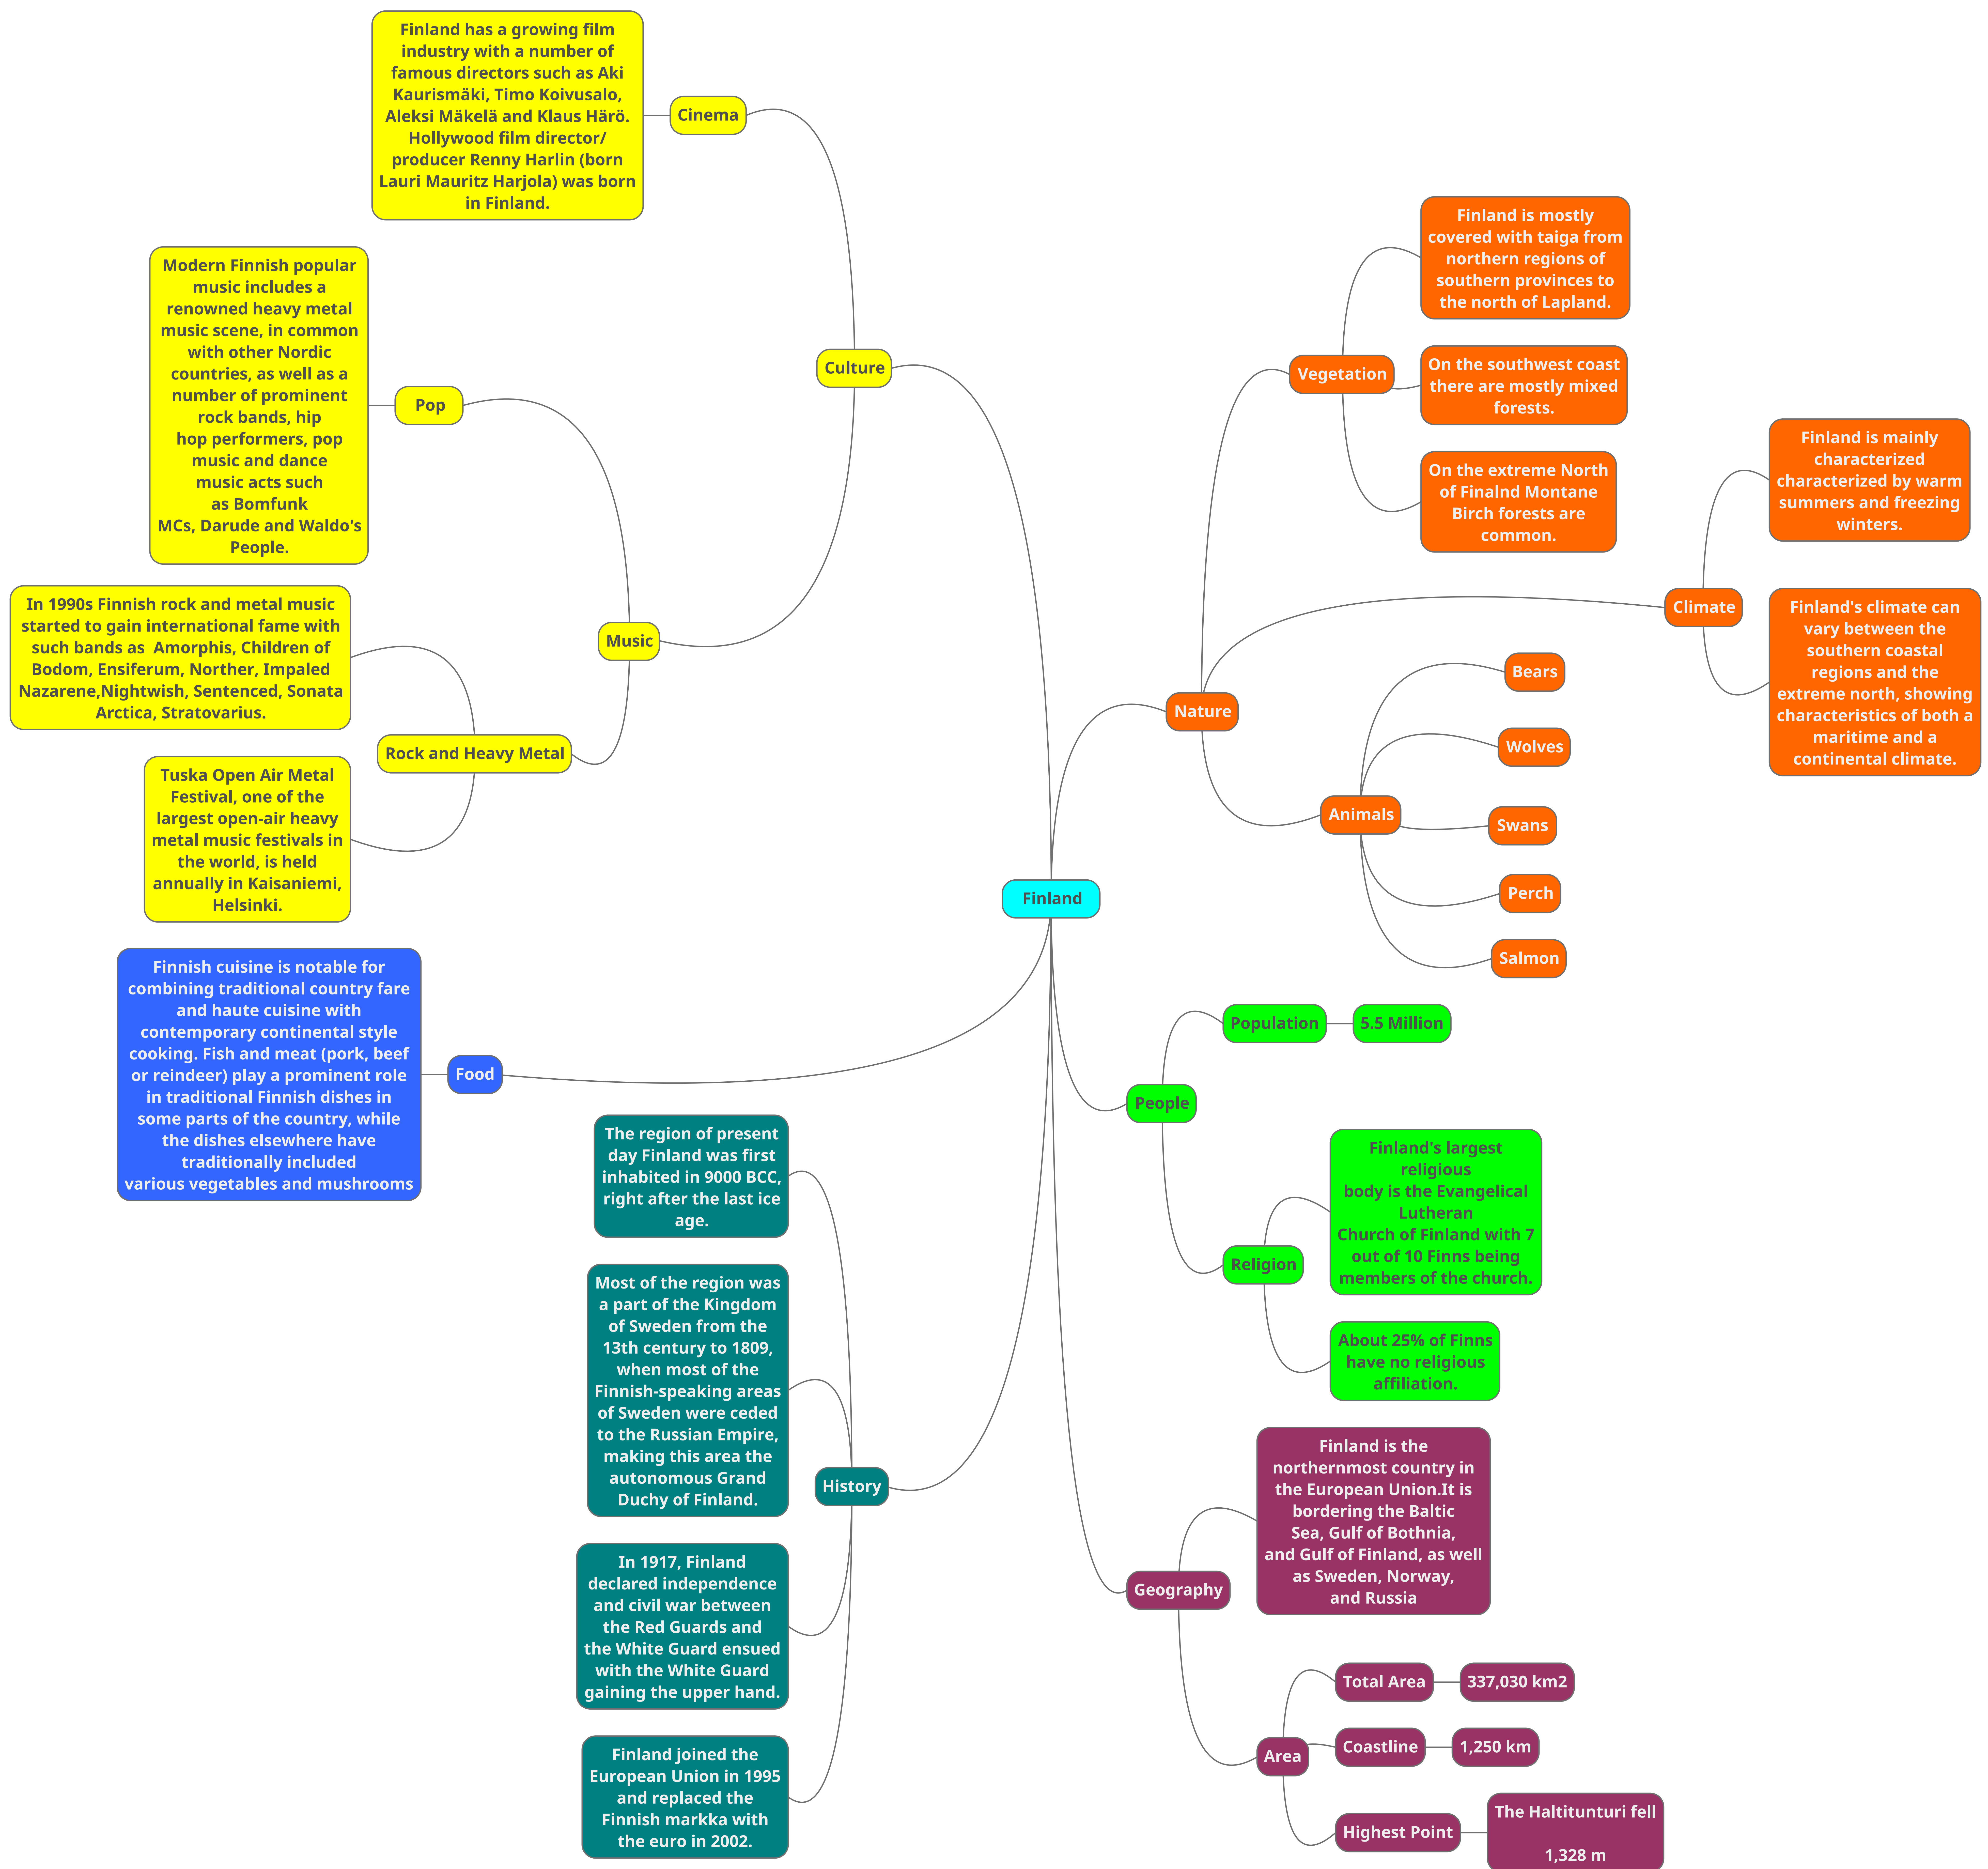 Finland
Culture
Cinema
Finland has a growing film
industry with a number of
famous directors such as Aki
Kaurismäki, Timo Koivusalo,
Aleksi Mäkelä and Klaus Härö.
Hollywood film director/
producer Renny Harlin (born
Lauri Mauritz Harjola) was born
in Finland.
Music
Pop
Modern Finnish popular
music includes a
renowned heavy metal
music scene, in common
with other Nordic
countries, as well as a
number of prominent
rock bands, hip
hop performers, pop
music and dance
music acts such
as Bomfunk
MCs, Darude and Waldo's
People.
Rock and Heavy Metal
In 1990s Finnish rock and metal music
started to gain international fame with
such bands as Amorphis, Children of
Bodom, Ensiferum, Norther, Impaled
Nazarene,Nightwish, Sentenced, Sonata
Arctica, Stratovarius.
Tuska Open Air Metal
Festival, one of the
largest open-air heavy
metal music festivals in
the world, is held
annually in Kaisaniemi,
Helsinki.
Food
Finnish cuisine is notable for
combining traditional country fare
and haute cuisine with
contemporary continental style
cooking. Fish and meat (pork, beef
or reindeer) play a prominent role
in traditional Finnish dishes in
some parts of the country, while
the dishes elsewhere have
traditionally included
various vegetables and mushrooms
History
The region of present
day Finland was first
inhabited in 9000 BCC,
right after the last ice
age.
Most of the region was
a part of the Kingdom
of Sweden from the
13th century to 1809,
when most of the
Finnish-speaking areas
of Sweden were ceded
to the Russian Empire,
making this area the
autonomous Grand
Duchy of Finland.
In 1917, Finland
declared independence
and civil war between
the Red Guards and
the White Guard ensued
with the White Guard
gaining the upper hand.
Finland joined the
European Union in 1995
and replaced the
Finnish markka with
the euro in 2002.
Nature
Vegetation
Finland is mostly
covered with taiga from
northern regions of
southern provinces to
the north of Lapland.
On the southwest coast
there are mostly mixed
forests.
On the extreme North
of Finalnd Montane
Birch forests are
common.
Climate
Finland is mainly
characterized
characterized by warm
summers and freezing
winters.
Finland's climate can
vary between the
southern coastal
regions and the
extreme north, showing
characteristics of both a
maritime and a
continental climate.
Animals
Bears
Wolves
Swans
Perch
Salmon
People
Population
5.5 Million
Religion
Finland's largest
religious
body is the Evangelical
Lutheran
Church of Finland with 7
out of 10 Finns being
members of the church.
About 25% of Finns
have no religious
affiliation.
Geography
Finland is the
northernmost country in
the European Union.It is
bordering the Baltic
Sea, Gulf of Bothnia,
and Gulf of Finland, as well
as Sweden, Norway,
and Russia
Area
Total Area
337,030 km2
Coastline
1,250 km
Highest Point
The Haltitunturi fell
1,328 m